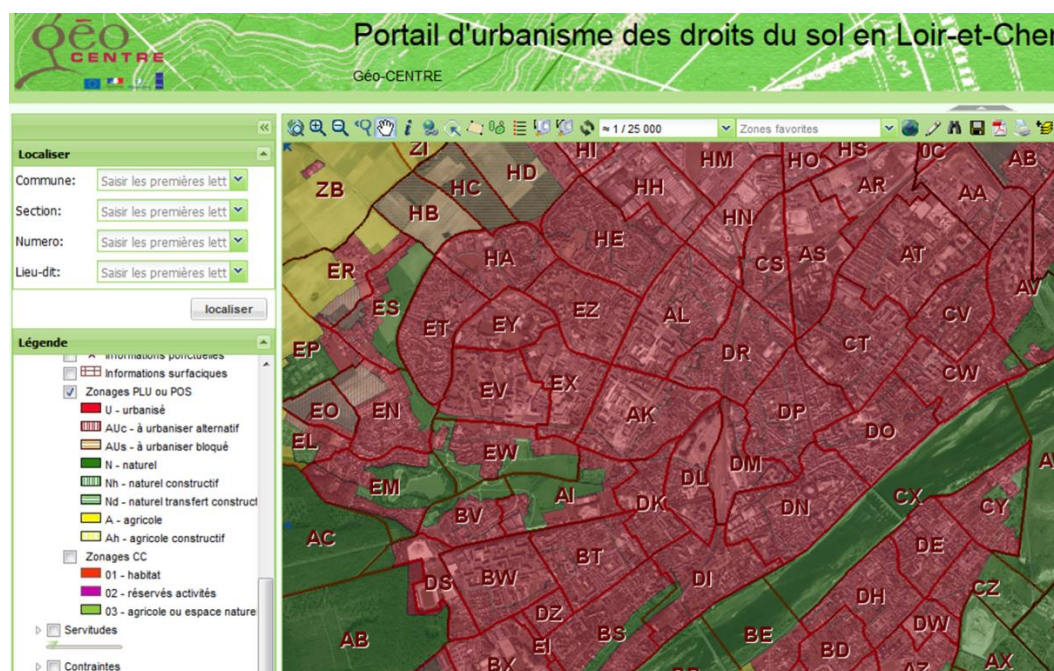 géo
CENTRE
Portail d'urbanisme des droits du sol en Loir-et-Cher
Géo-CENTRE
≈ 1 / 25 000
Zones favorites
Localiser
Commune: Saisir les premières lett
Section: Saisir les premières lett
Numero: Saisir les premières lett
Lieu-dit: Saisir les premières lett
localiser
Légende
Informations ponctuelles
Informations surfaciques
Zonages PLU ou POS
U - urbanisé
AUc - à urbaniser alternatif
AUs - à urbaniser bloqué
N - naturel
Nh - naturel constructif
Nd - naturel transfert construct
A - agricole
Ah - agricole constructif
Zonages CC
01 - habitat
02 - réservés activités
03 - agricole ou espace nature
Servitudes
Contraintes
ZI HI HM HO HS 0C AB
ZB HC HD HH AR AA
HB HN
HE AS AT
ER HA CS
ES EZ AL AV
ET EY CV
EP DR CT
EV EX CW
EO EN AK DP
EL DO
EW DM
EM DL
AI DK DN CX CY
BV
AC BT DE
DS BW DI CZ
DZ DH
AB EI BS BE DW
BX BD AZ AX